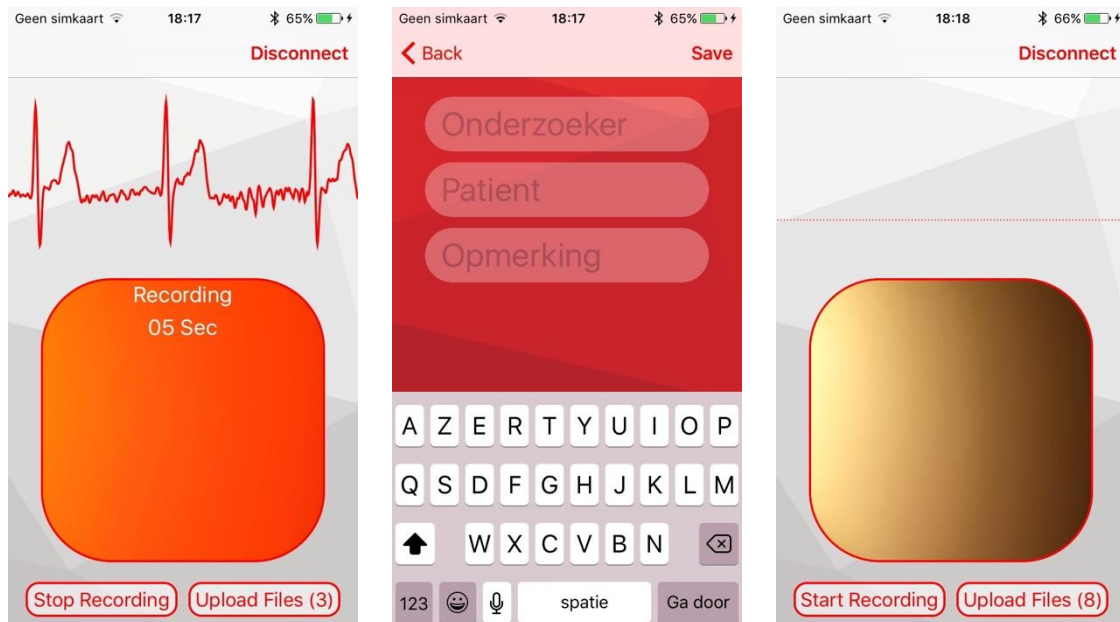 Geen simkaart 18:17 65%
Disconnect
Recording
05 Sec
Stop Recording Upload Files (3)
Geen simkaart 18:17 65%
Back Save
Onderzoeker
Patient
Opmerking
A Z E R T Y U I O P
Q S D F G H J K L M
W X C V B N
123 spatie Ga door
Geen simkaart 18:18 66%
Disconnect
Start Recording Upload Files (8)